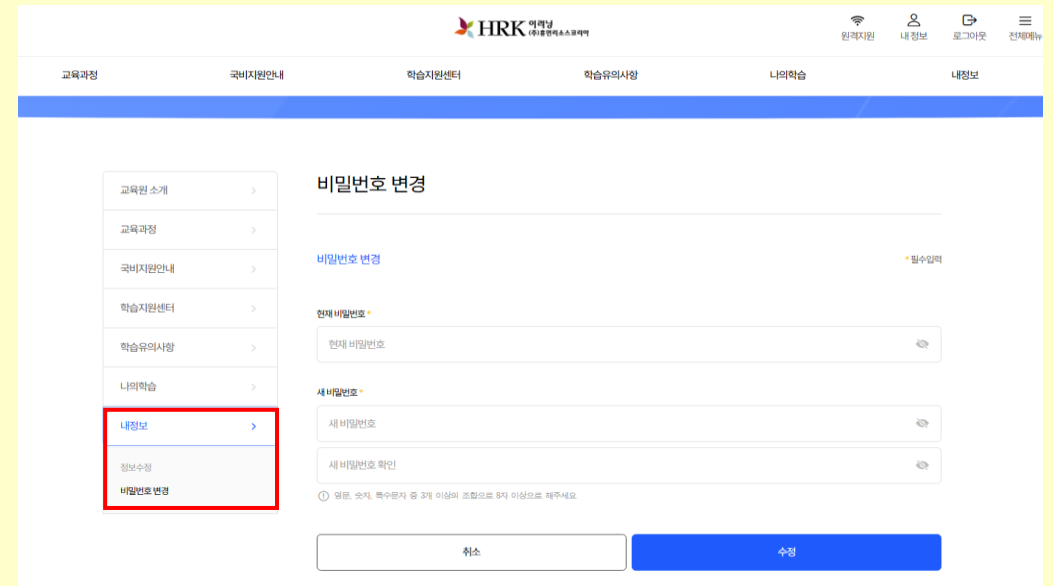 HRK 이러닝
(주)휴먼리소스코리아
원격지원
내 정보
로그아웃
전체메뉴
교육과정
국비지원안내
학습지원센터
학습유의사항
나의학습
내정보
교육원 소개
교육과정
국비지원안내
학습지원센터
학습유의사항
나의학습
내정보
정보수정
비밀번호 변경
비밀번호 변경
비밀번호 변경
* 필수입력
현재 비밀번호 *
현재 비밀번호
새 비밀번호 *
새 비밀번호
새 비밀번호 확인
영문, 숫자, 특수문자 중 3개 이상의 조합으로 8자 이상으로 해주세요.
취소
수정